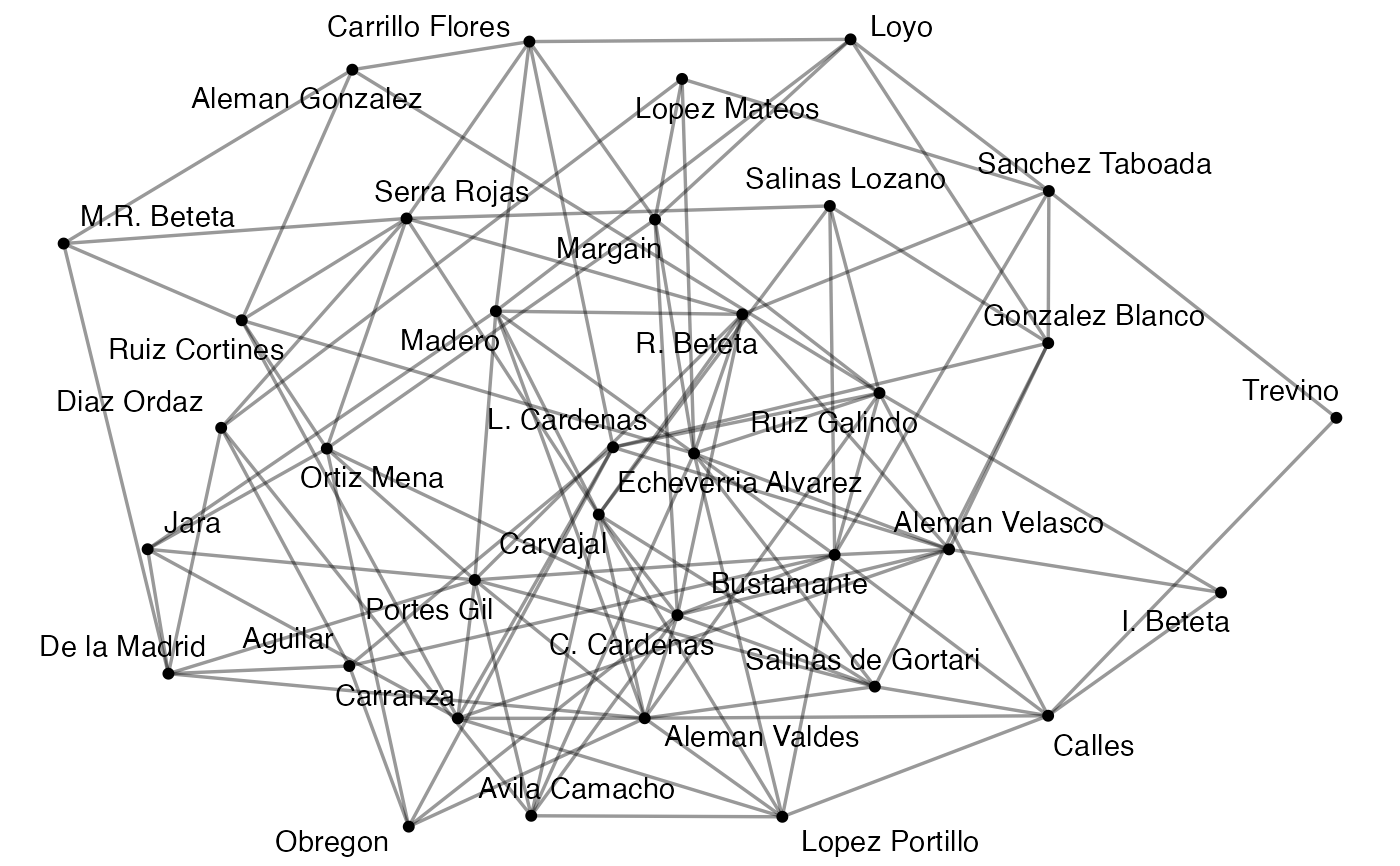 Carrillo Flores
Loyo
Aleman Gonzalez
Lopez Mateos
Sanchez Taboada
Salinas Lozano
Serra Rojas
M.R. Beteta
Margain
Gonzalez Blanco
Madero
R. Beteta
Ruiz Cortines
Trevino
Diaz Ordaz
L. Cardenas
Ruiz Galindo
Ortiz Mena
Echeverria Alvarez
Jara
Aleman Velasco
Carvajal
Bustamante
Portes Gil
I. Beteta
Aguilar
De la Madrid
C. Cardenas
Salinas de Gortari
Carranza
Aleman Valdes
Calles
Avila Camacho
Obregon
Lopez Portillo